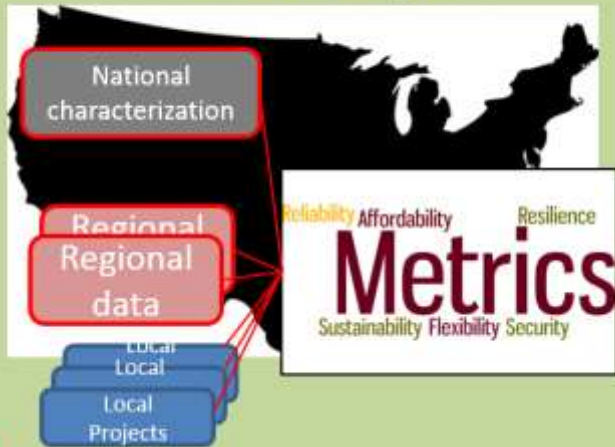 National
characterization
Regional
Regional
data
Local
Local
Local
Projects
Reliability Affordability Resilience
Metrics
Sustainability Flexibility Security